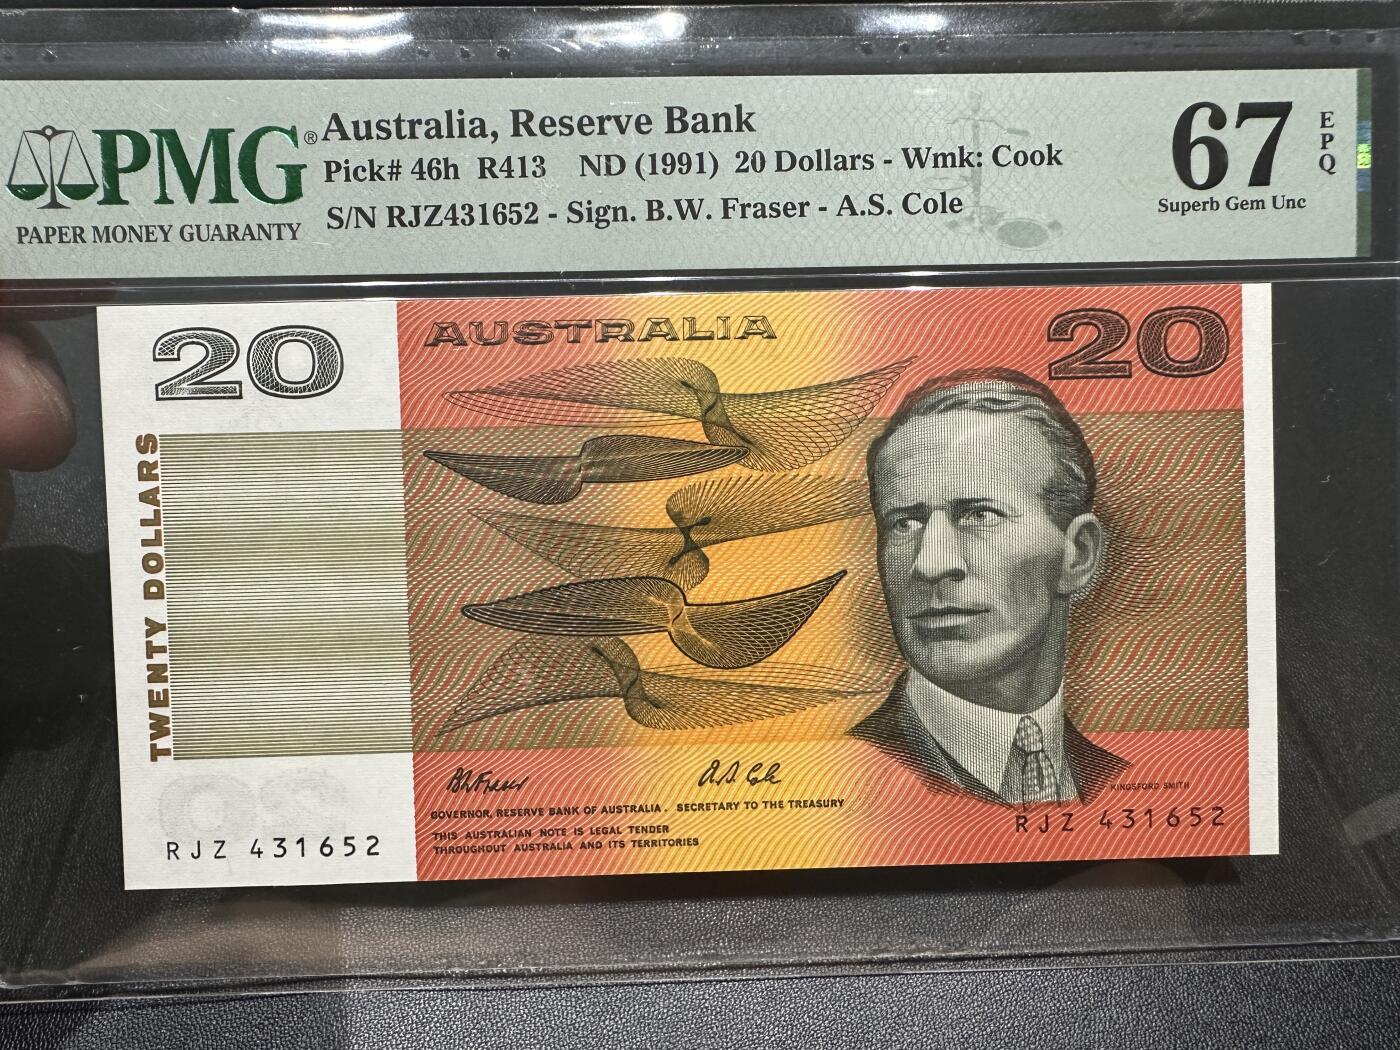 PMG®
PAPER MONEY GUARANTY
Australia, Reserve Bank
Pick# 46h R413 ND (1991) 20 Dollars - Wmk: Cook
S/N RJZ431652 - Sign. B.W. Fraser - A.S. Cole
67
EPQ
Superb Gem Unc
20
AUSTRALIA
20
TWENTY DOLLARS
B.W. Fraser
A.S. Cole
GOVERNOR, RESERVE BANK OF AUSTRALIA. SECRETARY TO THE TREASURY
THIS AUSTRALIAN NOTE IS LEGAL TENDER
THROUGHOUT AUSTRALIA AND ITS TERRITORIES
KINGSFORD SMITH
RJZ 431652
RJZ 431652